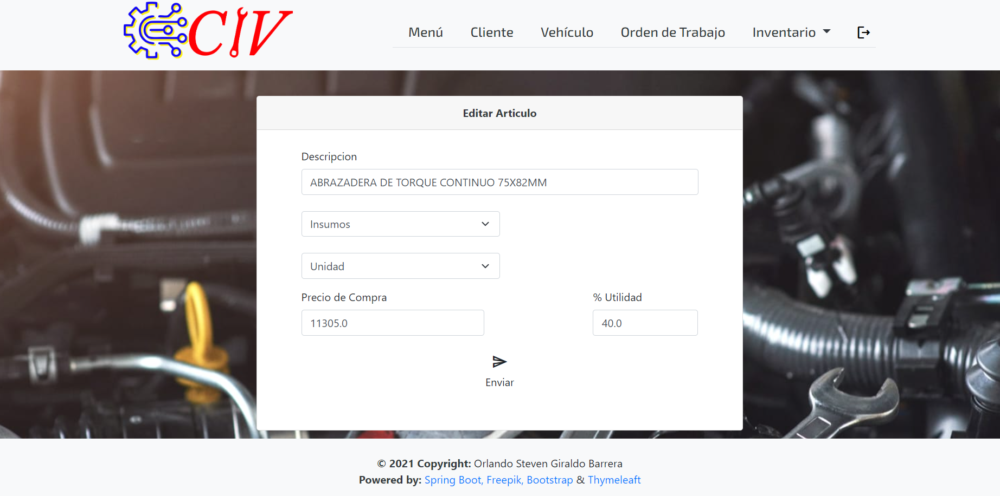 CIV
Menú Cliente Vehículo Orden de Trabajo Inventario
Editar Articulo
Descripcion
ABRAZADERA DE TORQUE CONTINUO 75X82MM
Insumos
Unidad
Precio de Compra % Utilidad
11305.0 40.0
Enviar
© 2021 Copyright: Orlando Steven Giraldo Barrera
Powered by: Spring Boot, Freepik, Bootstrap & Thymeleaft